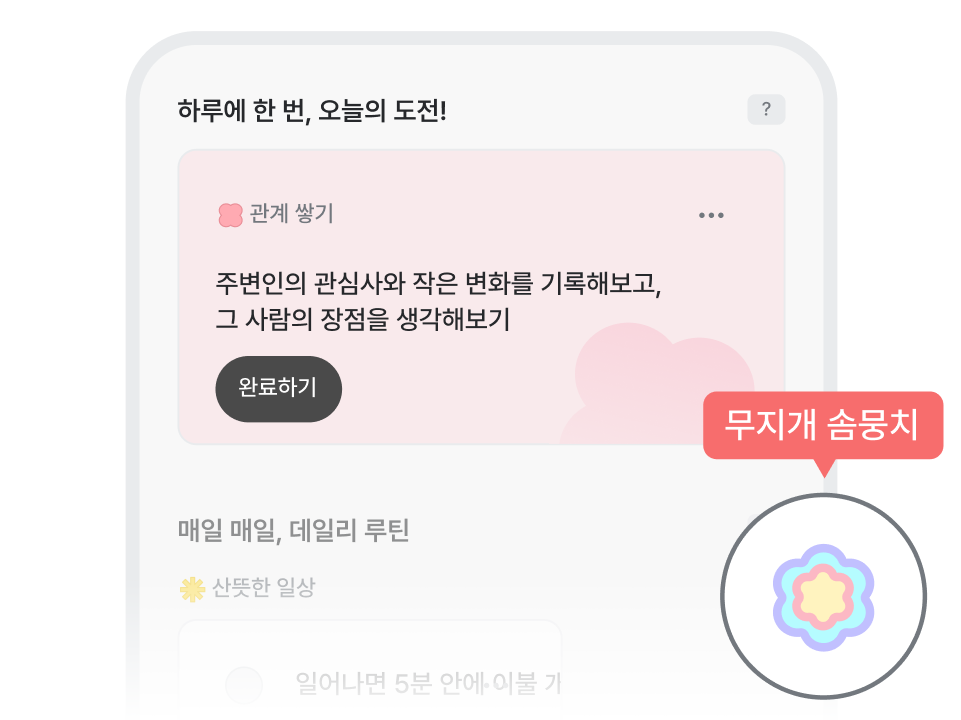 하루에 한 번, 오늘의 도전!
?
관계 쌓기
주변인의 관심사와 작은 변화를 기록해보고,
그 사람의 장점을 생각해보기
완료하기
무지개 솜뭉치
매일 매일, 데일리 루틴
산뜻한 일상
일어나면 5분 안에 이불